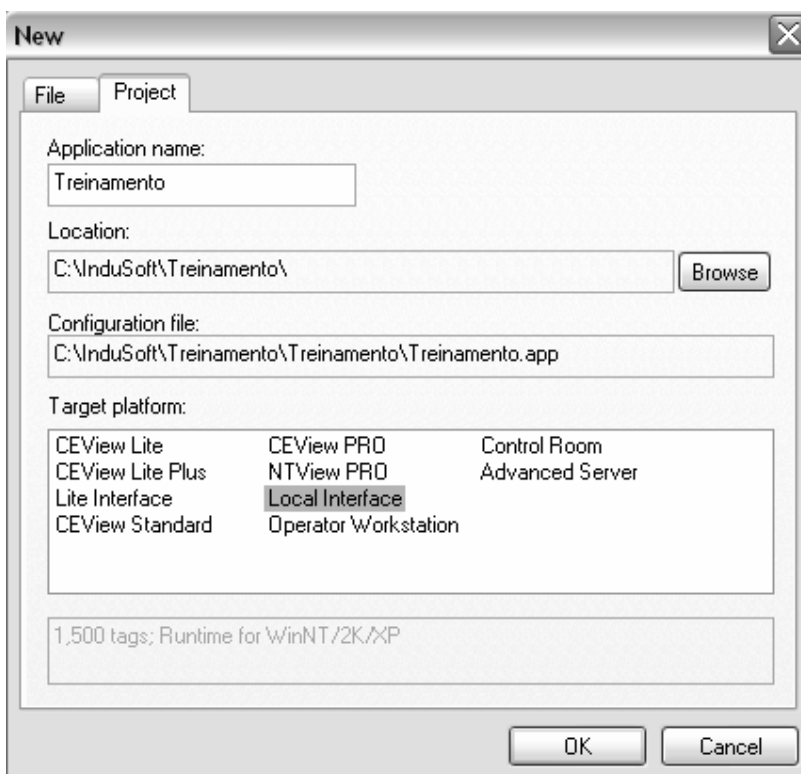 New
File Project
Application name:
Treinamento
Location:
C:\InduSoft\Treinamento\ Browse
Configuration file:
C:\InduSoft\Treinamento\Treinamento\Treinamento.app
Target platform:
CEView Lite CEView PRO Control Room
CEView Lite Plus NTView PRO Advanced Server
Lite Interface Local Interface
CEView Standard Operator Workstation
1,500 tags; Runtime for WinNT/2K/XP
OK Cancel